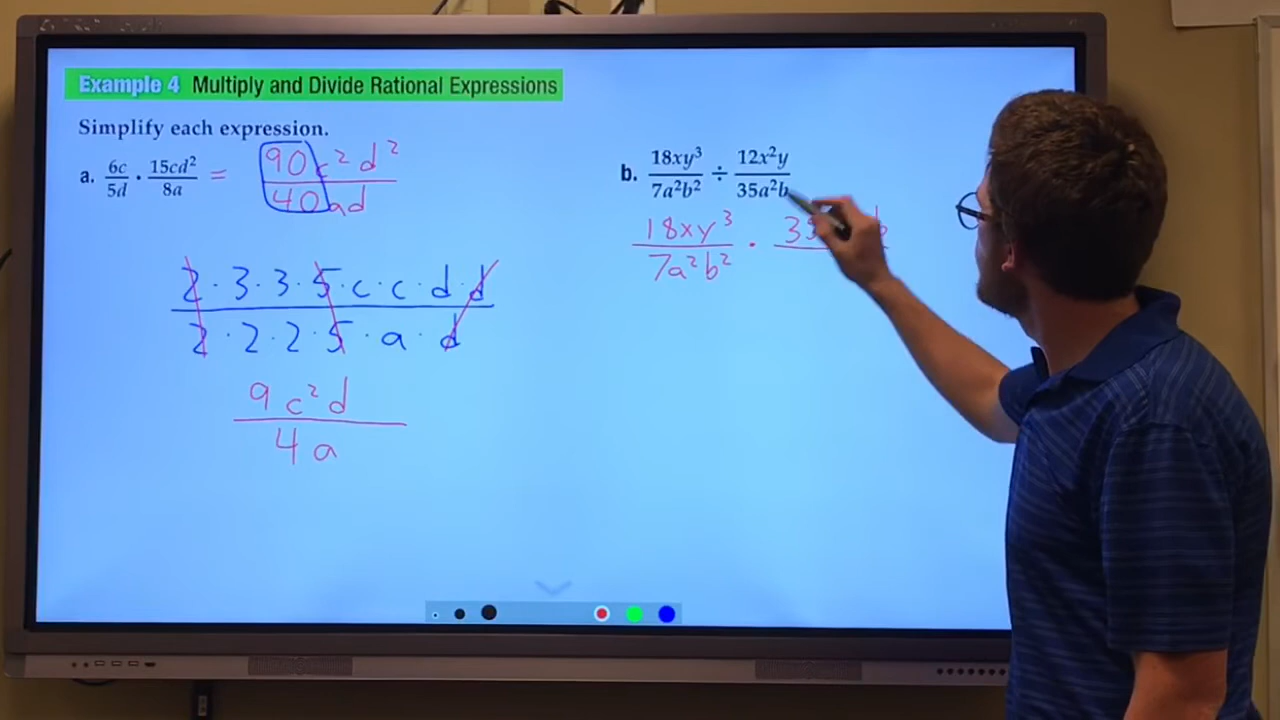 Example 4 Multiply and Divide Rational Expressions
Simplify each expression.
a. 6c/5d · 15cd²/8a = 90c²d²/40ad
2·3·3·5·c·c·d·d
2·2·2·5·a·d
9c²d
4a
b. 18xy³/7a²b² ÷ 12x²y/35a²b
18xy³/7a²b² · 35 b